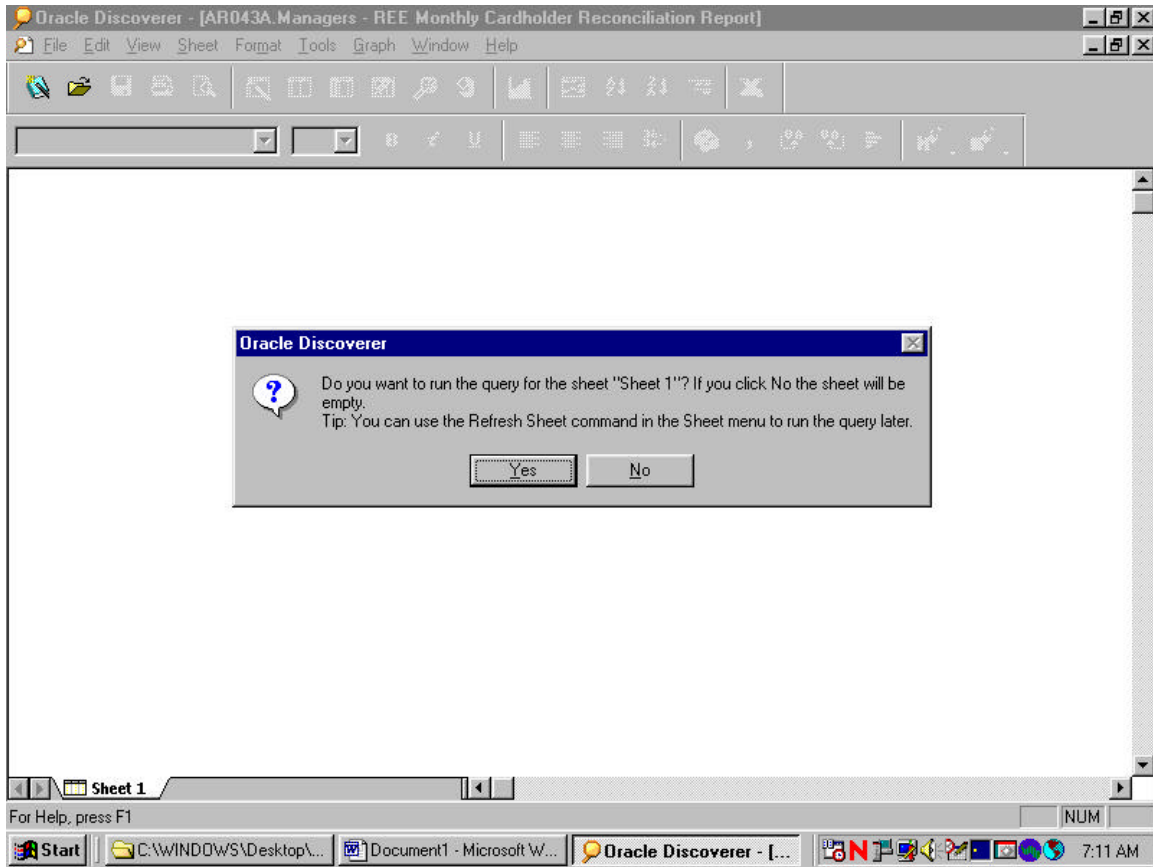 Oracle Discoverer - [AR043A.Managers - REE Monthly Cardholder Reconciliation Report]
File Edit View Sheet Format Tools Graph Window Help
B I U
Oracle Discoverer
?
Do you want to run the query for the sheet "Sheet 1"? If you click No the sheet will be
empty.
Tip: You can use the Refresh Sheet command in the Sheet menu to run the query later.
Yes No
Sheet 1
For Help, press F1 NUM
Start C:\WINDOWS\Desktop\... Document1 - Microsoft W... Oracle Discoverer - [... N 7:11 AM